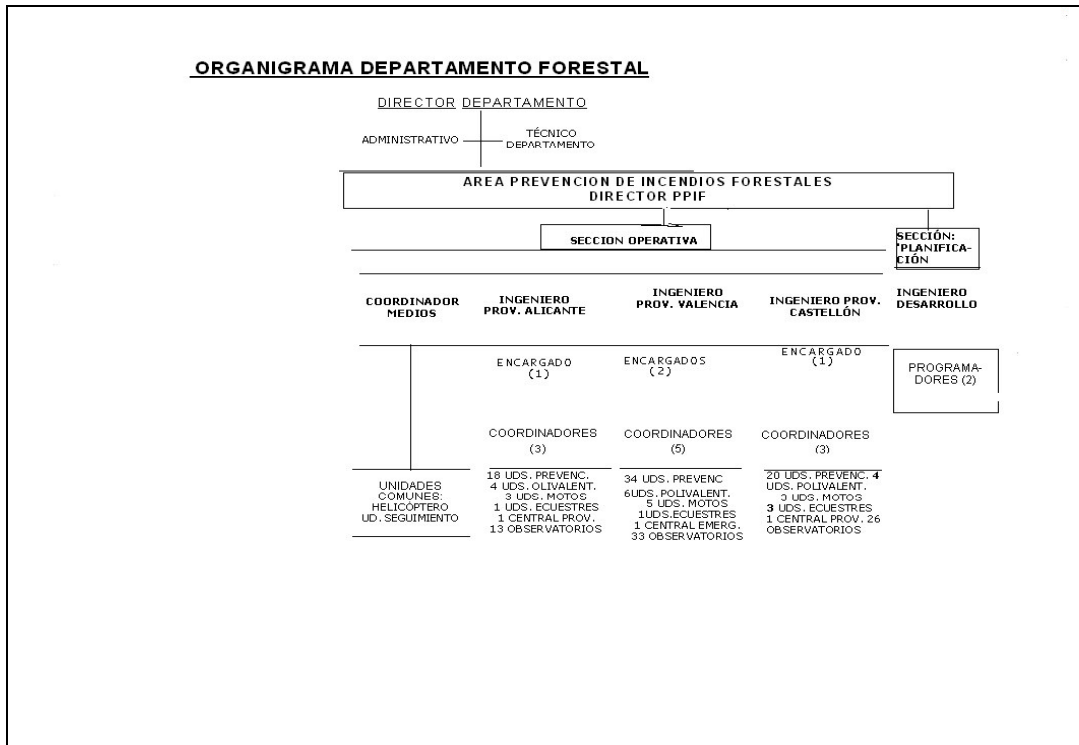 ORGANIGRAMA DEPARTAMENTO FORESTAL
DIRECTOR DEPARTAMENTO
ADMINISTRATIVO
TÉCNICO
DEPARTAMENTO
AREA PREVENCION DE INCENDIOS FORESTALES
DIRECTOR PPIF
SECCION OPERATIVA
SECCIÓN:
'PLANIFICA-
CIÓN
COORDINADOR
MEDIOS
INGENIERO
PROV. ALICANTE
INGENIERO
PROV. VALENCIA
INGENIERO PROV.
CASTELLÓN
INGENIERO
DESARROLLO
ENCARGADO
(1)
ENCARGADOS
(2)
ENCARGADO
(1)
PROGRAMA-
DORES (2)
COORDINADORES
(3)
COORDINADORES
(5)
COORDINADORES
(3)
UNIDADES
COMUNES:
HELICÓPTERO
UD. SEGUIMIENTO
18 UDS. PREVENC.
4 UDS. OLIVALENT.
3 UDS. MOTOS
1 UDS. ECUESTRES
1 CENTRAL PROV.
13 OBSERVATORIOS
34 UDS. PREVENC
6UDS. POLIVALENT.
5 UDS. MOTOS
1UDS.ECUESTRES
1 CENTRAL EMERG.
33 OBSERVATORIOS
20 UDS. PREVENC. 4
UDS. POLIVALENT.
UDS. MOTOS
3 UDS. ECUESTRES
1 CENTRAL PROV. 26
OBSERVATORIOS